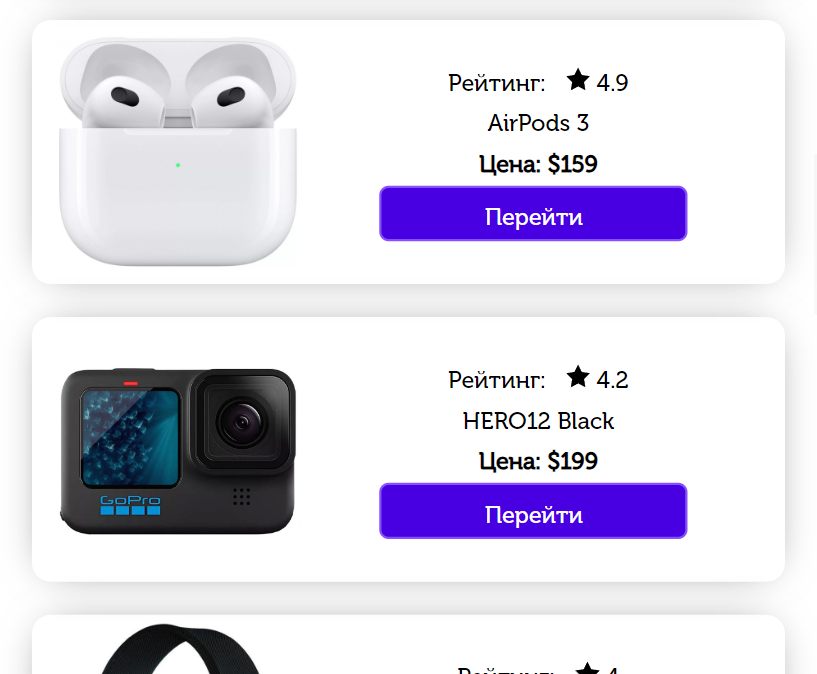 Рейтинг: ★ 4.9
AirPods 3
Цена: $159
Перейти
Рейтинг: ★ 4.2
HERO12 Black
Цена: $199
Перейти
GoPro